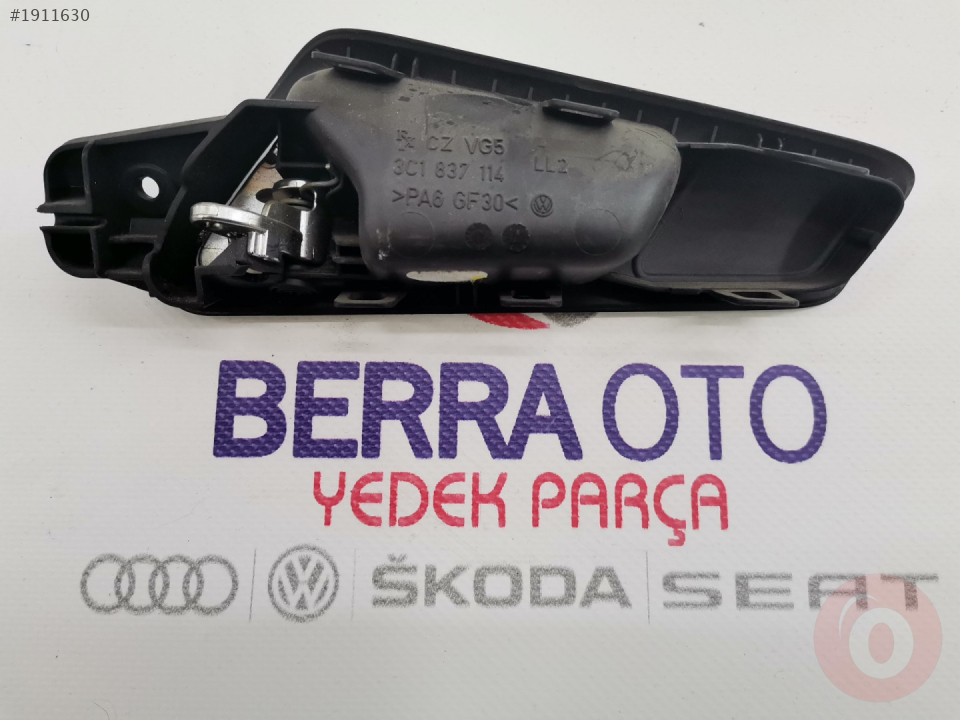 #1911630
CZ VG5
LL2
3C1 837 114
>PA6 GF30<
BERRA OTO
YEDEK PARÇA
ŠKODA SEAT